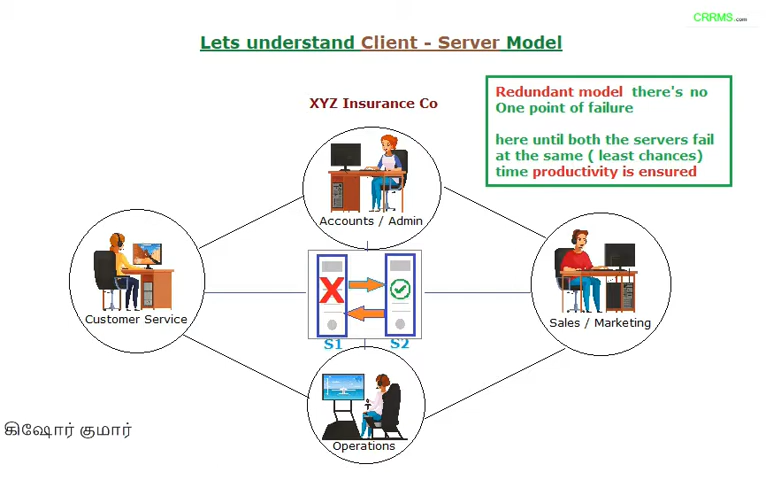 CRRMS.com
Lets understand Client - Server Model
XYZ Insurance Co
Redundant model there's no
One point of failure
here until both the servers fail
at the same ( least chances)
time productivity is ensured
Accounts / Admin
Customer Service
Sales / Marketing
X
S1
S2
Operations
கிஷோர் குமார்